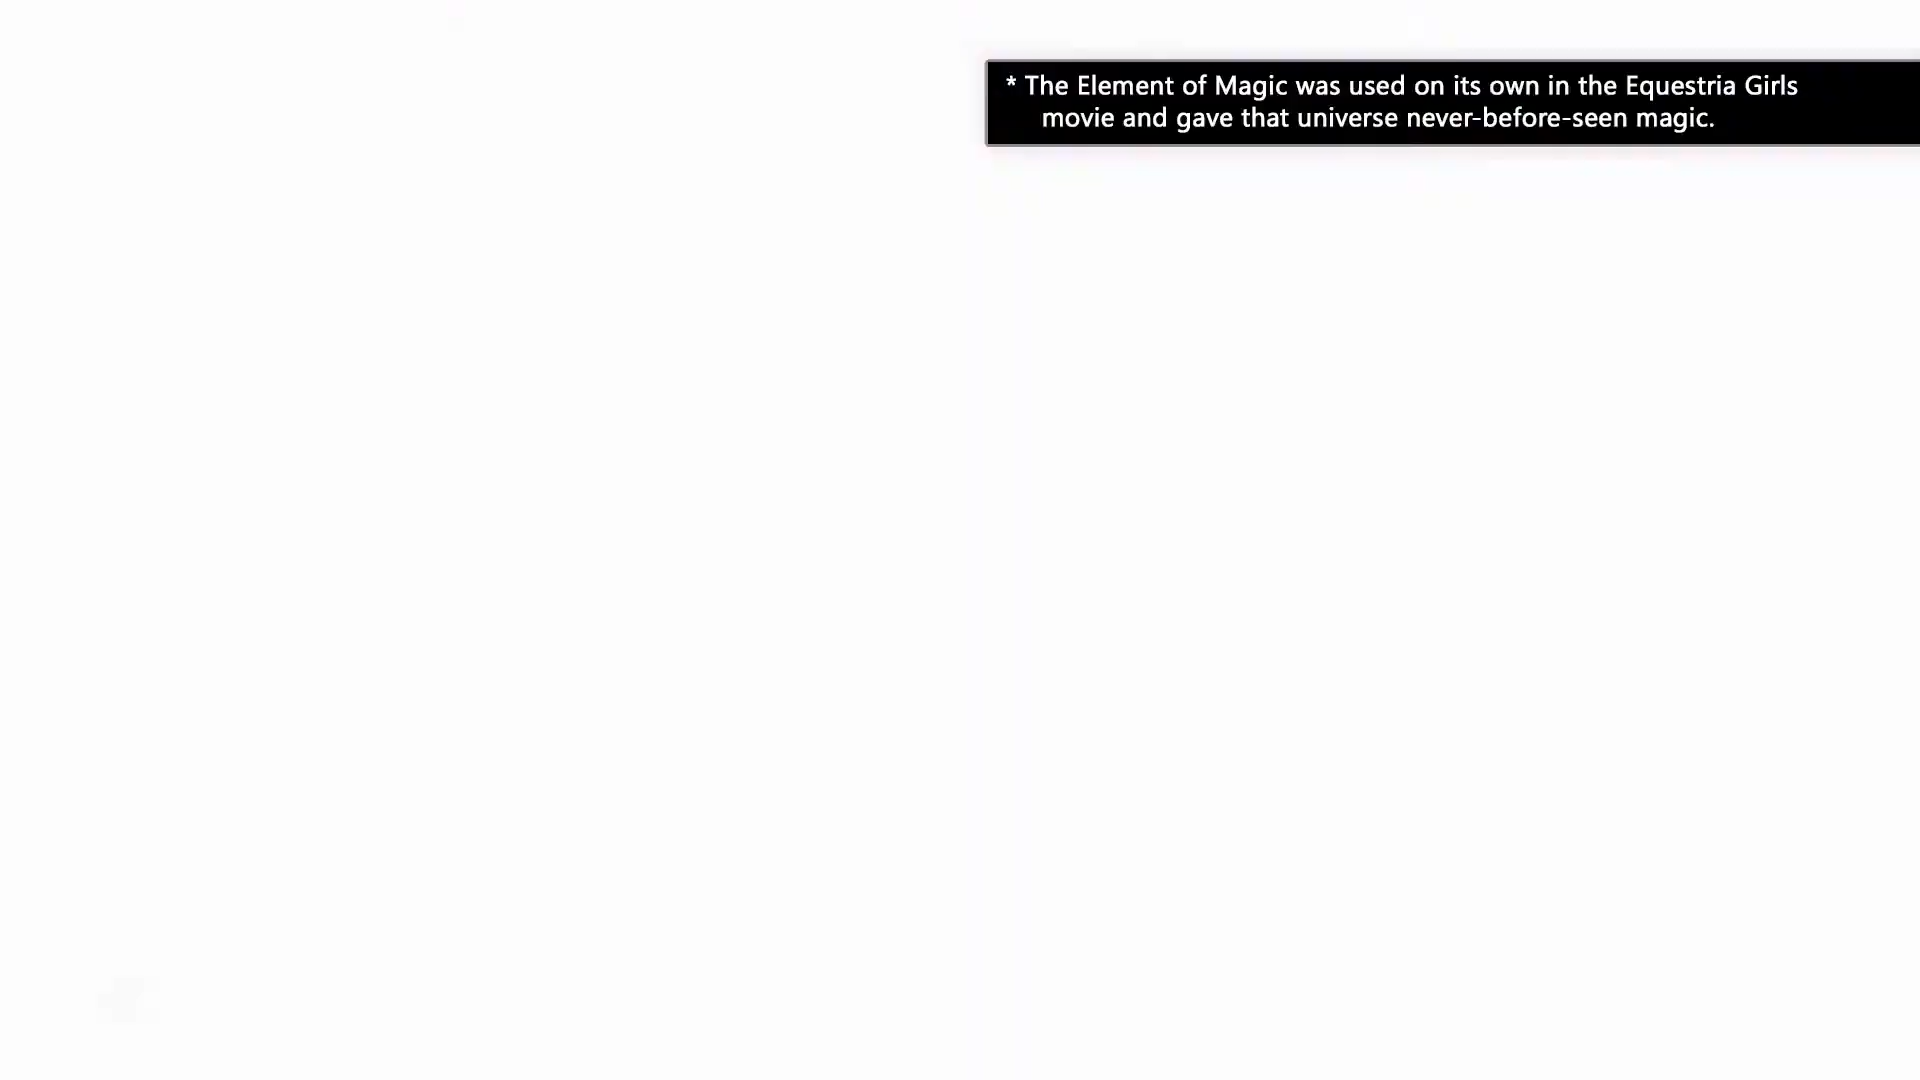 * The Element of Magic was used on its own in the Equestria Girls
movie and gave that universe never-before-seen magic.